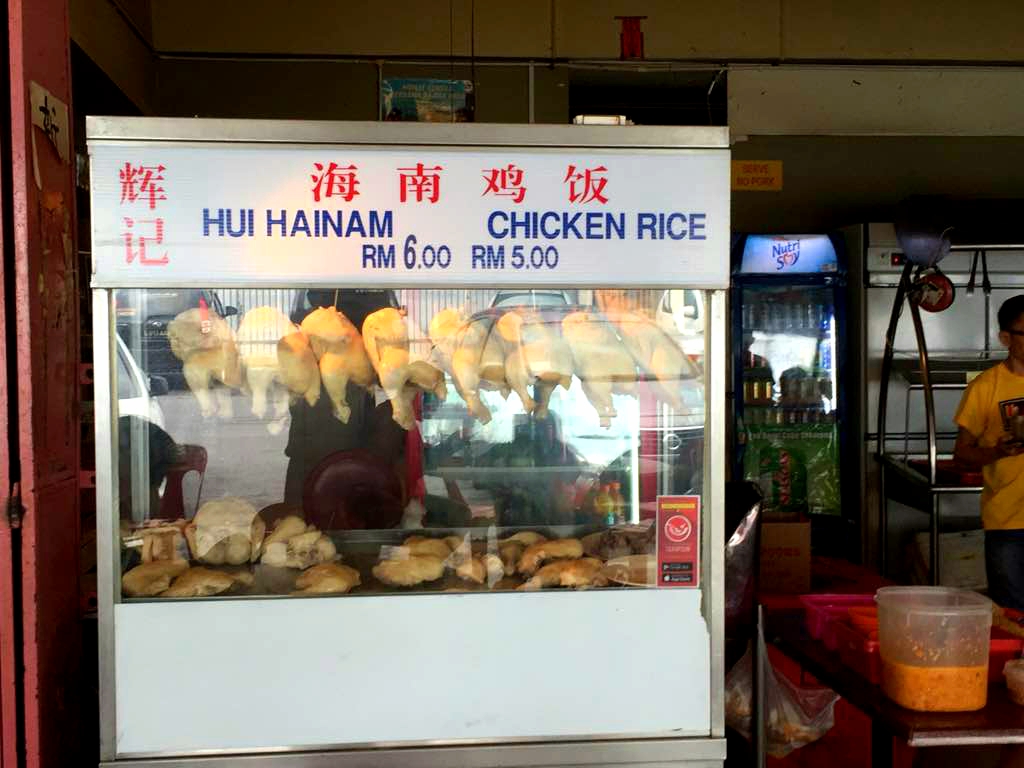 SERVE
NO PORK
辉记
海南鸡饭
HUI HAINAM CHICKEN RICE
RM 6.00 RM 5.00
Nutri
Soy